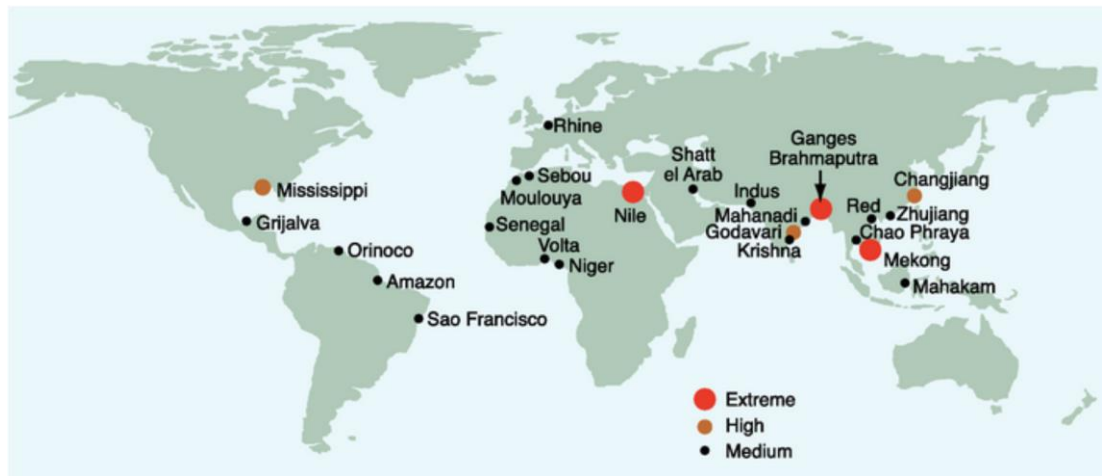 Rhine
Ganges
Brahmaputra
Shatt
el Arab
Changjiang
Sebou
Mississippi
Moulouya
Indus
Nile
Red
Zhujiang
Mahanadi
Grijalva
Senegal
Godavari
Chao Phraya
Volta
Krishna
Orinoco
Niger
Mekong
Amazon
Mahakam
Sao Francisco
Extreme
High
Medium